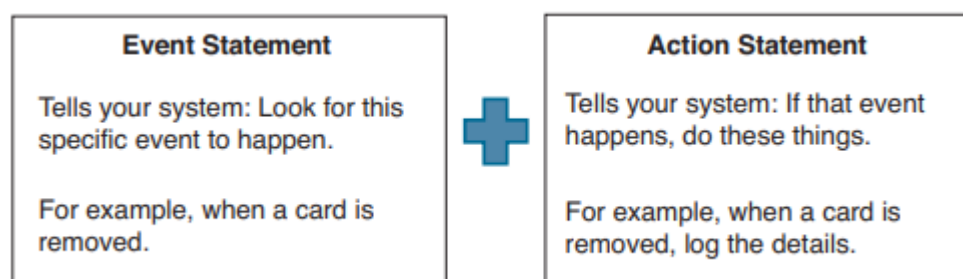 Event Statement
Tells your system: Look for this
specific event to happen.
For example, when a card is
removed.
Action Statement
Tells your system: If that event
happens, do these things.
For example, when a card is
removed, log the details.